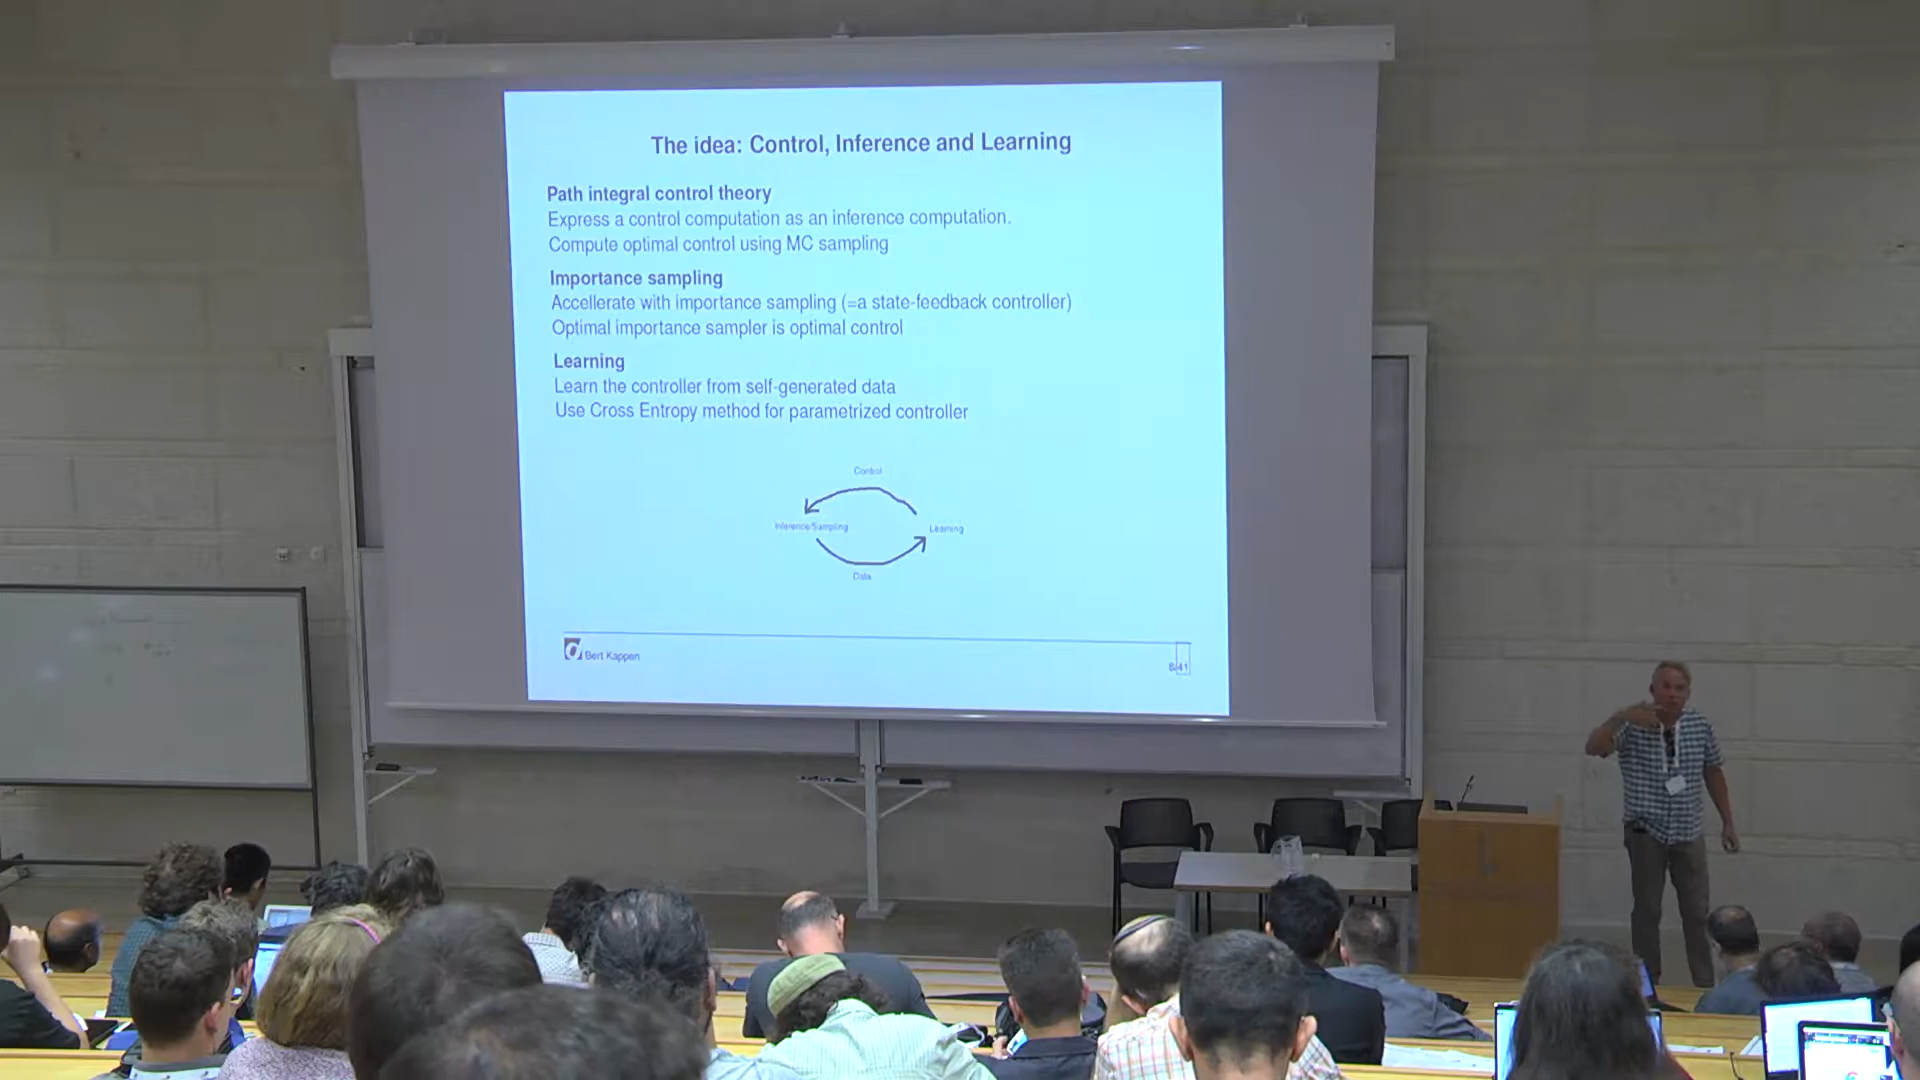 The idea: Control, Inference and Learning
Path integral control theory
Express a control computation as an inference computation.
Compute optimal control using MC sampling
Importance sampling
Accellerate with importance sampling (=a state-feedback controller)
Optimal importance sampler is optimal control
Learning
Learn the controller from self-generated data
Use Cross Entropy method for parametrized controller
Control
Inference/Sampling
Learning
Data
Bert Kappen